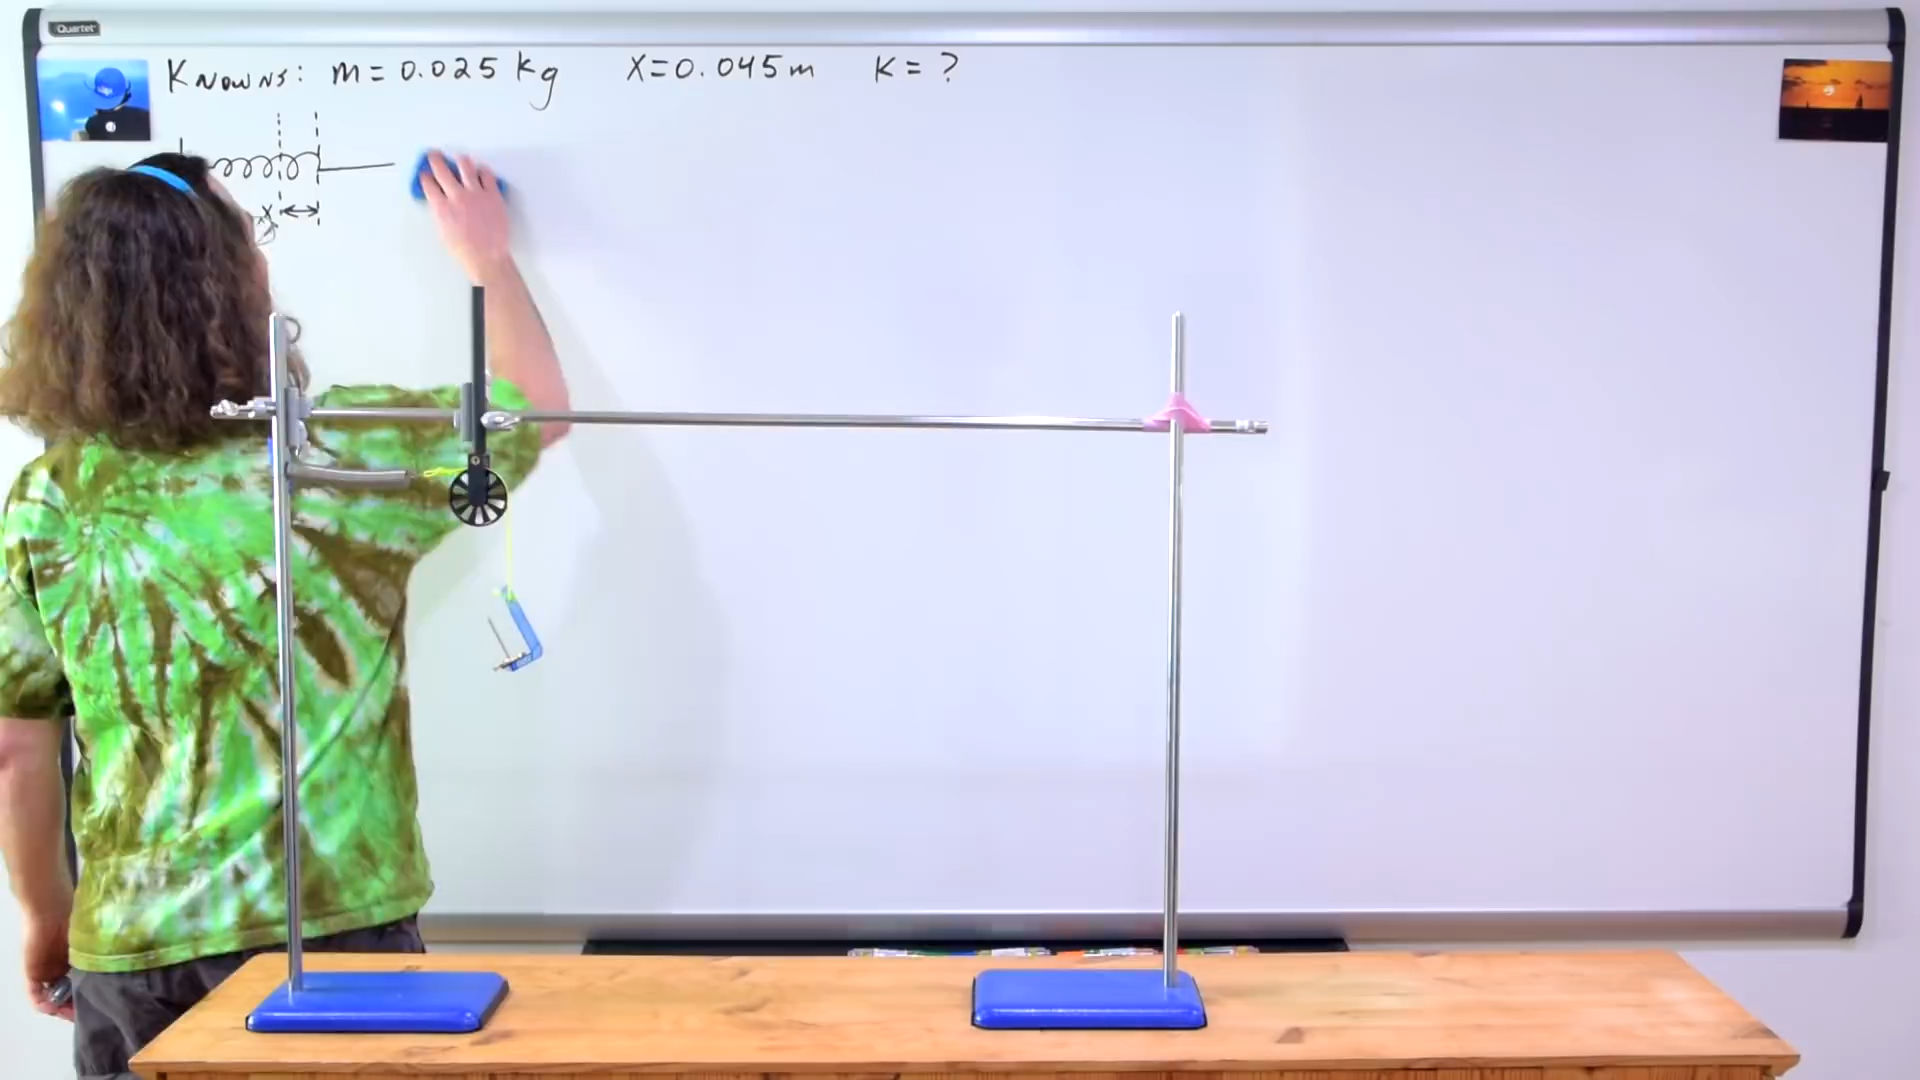 Quartet
Knowns: m = 0.025 kg X = 0.045 m K = ?
X